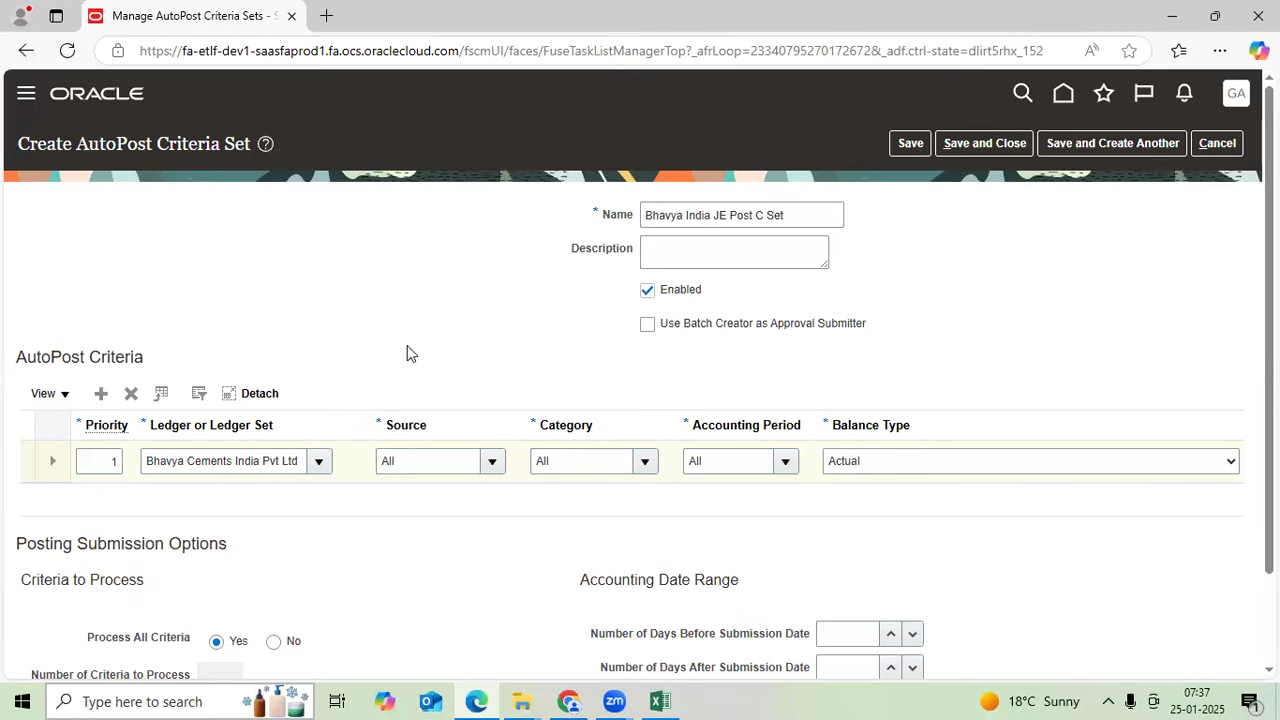 Manage AutoPost Criteria Sets - S
https://fa-etlf-dev1-saasfaprod1.fa.ocs.oraclecloud.com/fscmUI/faces/FuseTaskListManagerTop?_afrLoop=23340795270172672&_adf.ctrl-state=dlirt5rhx_152
ORACLE
GA
Create AutoPost Criteria Set ?
Save
Save and Close
Save and Create Another
Cancel
* Name Bhavya India JE Post C Set
Description
Enabled
Use Batch Creator as Approval Submitter
AutoPost Criteria
View
Detach
* Priority * Ledger or Ledger Set * Source * Category * Accounting Period * Balance Type
1 Bhavya Cements India Pvt Ltd All All All Actual
Posting Submission Options
Criteria to Process
Accounting Date Range
Process All Criteria Yes No
Number of Days Before Submission Date
Number of Criteria to Process
Number of Days After Submission Date
Type here to search
zm
18°C Sunny
07:37
25-01-2025
1